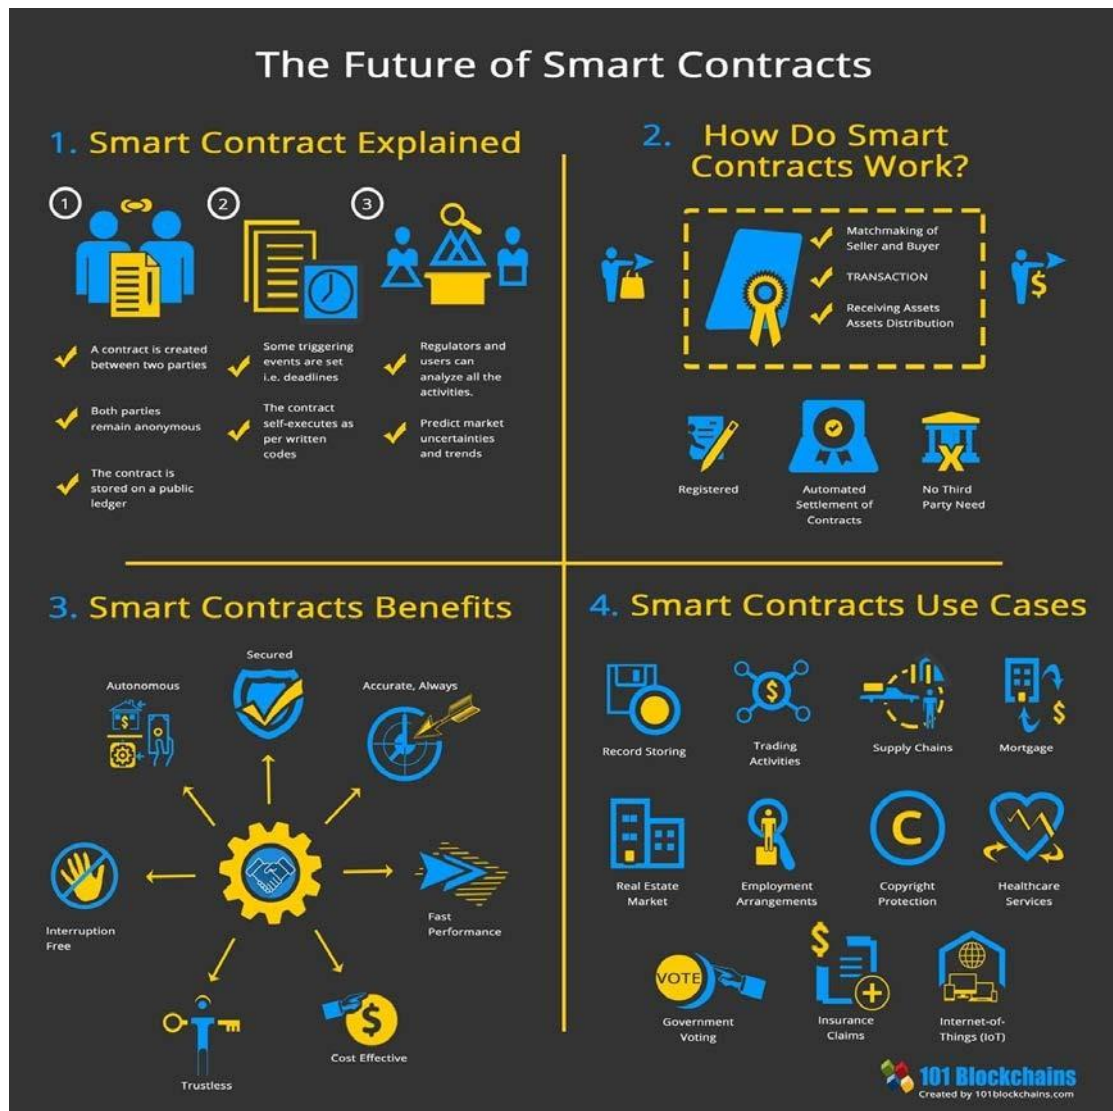 The Future of Smart Contracts
1. Smart Contract Explained
1
2
3
A contract is created
between two parties
Both parties
remain anonymous
The contract is
stored on a public
ledger
Some triggering
events are set
i.e. deadlines
The contract
self-executes as
per written
codes
Regulators and
users can
analyze all the
activities.
Predict market
uncertainties
and trends
2. How Do Smart
Contracts Work?
Matchmaking of
Seller and Buyer
TRANSACTION
Receiving Assets
Assets Distribution
$
Registered
Automated
Settlement of
Contracts
X
No Third
Party Need
3. Smart Contracts Benefits
Secured
Autonomous
$
Accurate, Always
Interruption
Free
Fast
Performance
Trustless
$
Cost Effective
4. Smart Contracts Use Cases
Record Storing
$
Trading
Activities
Supply Chains
$
Mortgage
Real Estate
Market
Employment
Arrangements
C
Copyright
Protection
Healthcare
Services
VOTE
Government
Voting
$
Insurance
Claims
Internet-of-
Things (IoT)
101 Blockchains
Created by 101blockchains.com